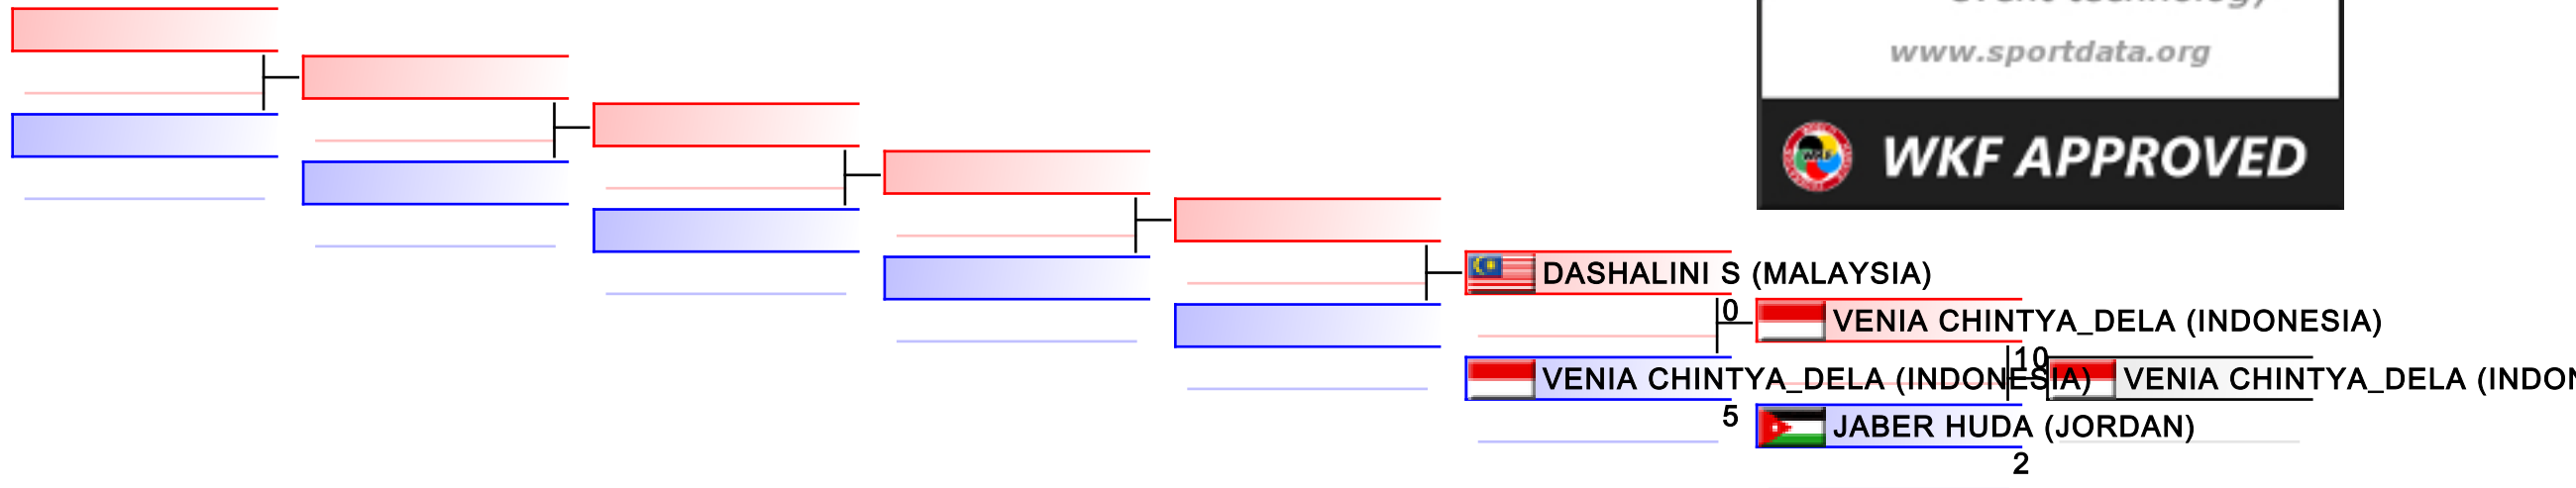 www.sportdata.org
WKF APPROVED
DASHALINI S (MALAYSIA)
0
VENIA CHINTYA_DELA (INDONESIA)
10
VENIA CHINTYA_DELA (INDONESIA)
VENIA CHINTYA_DELA (INDON
5
JABER HUDA (JORDAN)
2